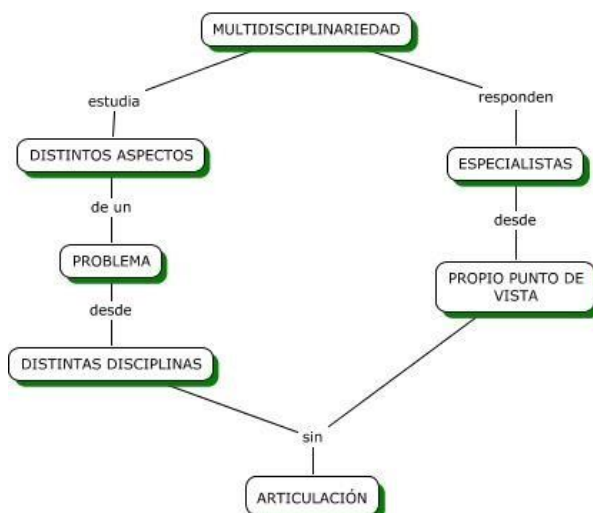 MULTIDISCIPLINARIEDAD
estudia
responden
DISTINTOS ASPECTOS
ESPECIALISTAS
de un
desde
PROBLEMA
PROPIO PUNTO DE
VISTA
desde
DISTINTAS DISCIPLINAS
sin
ARTICULACIÓN